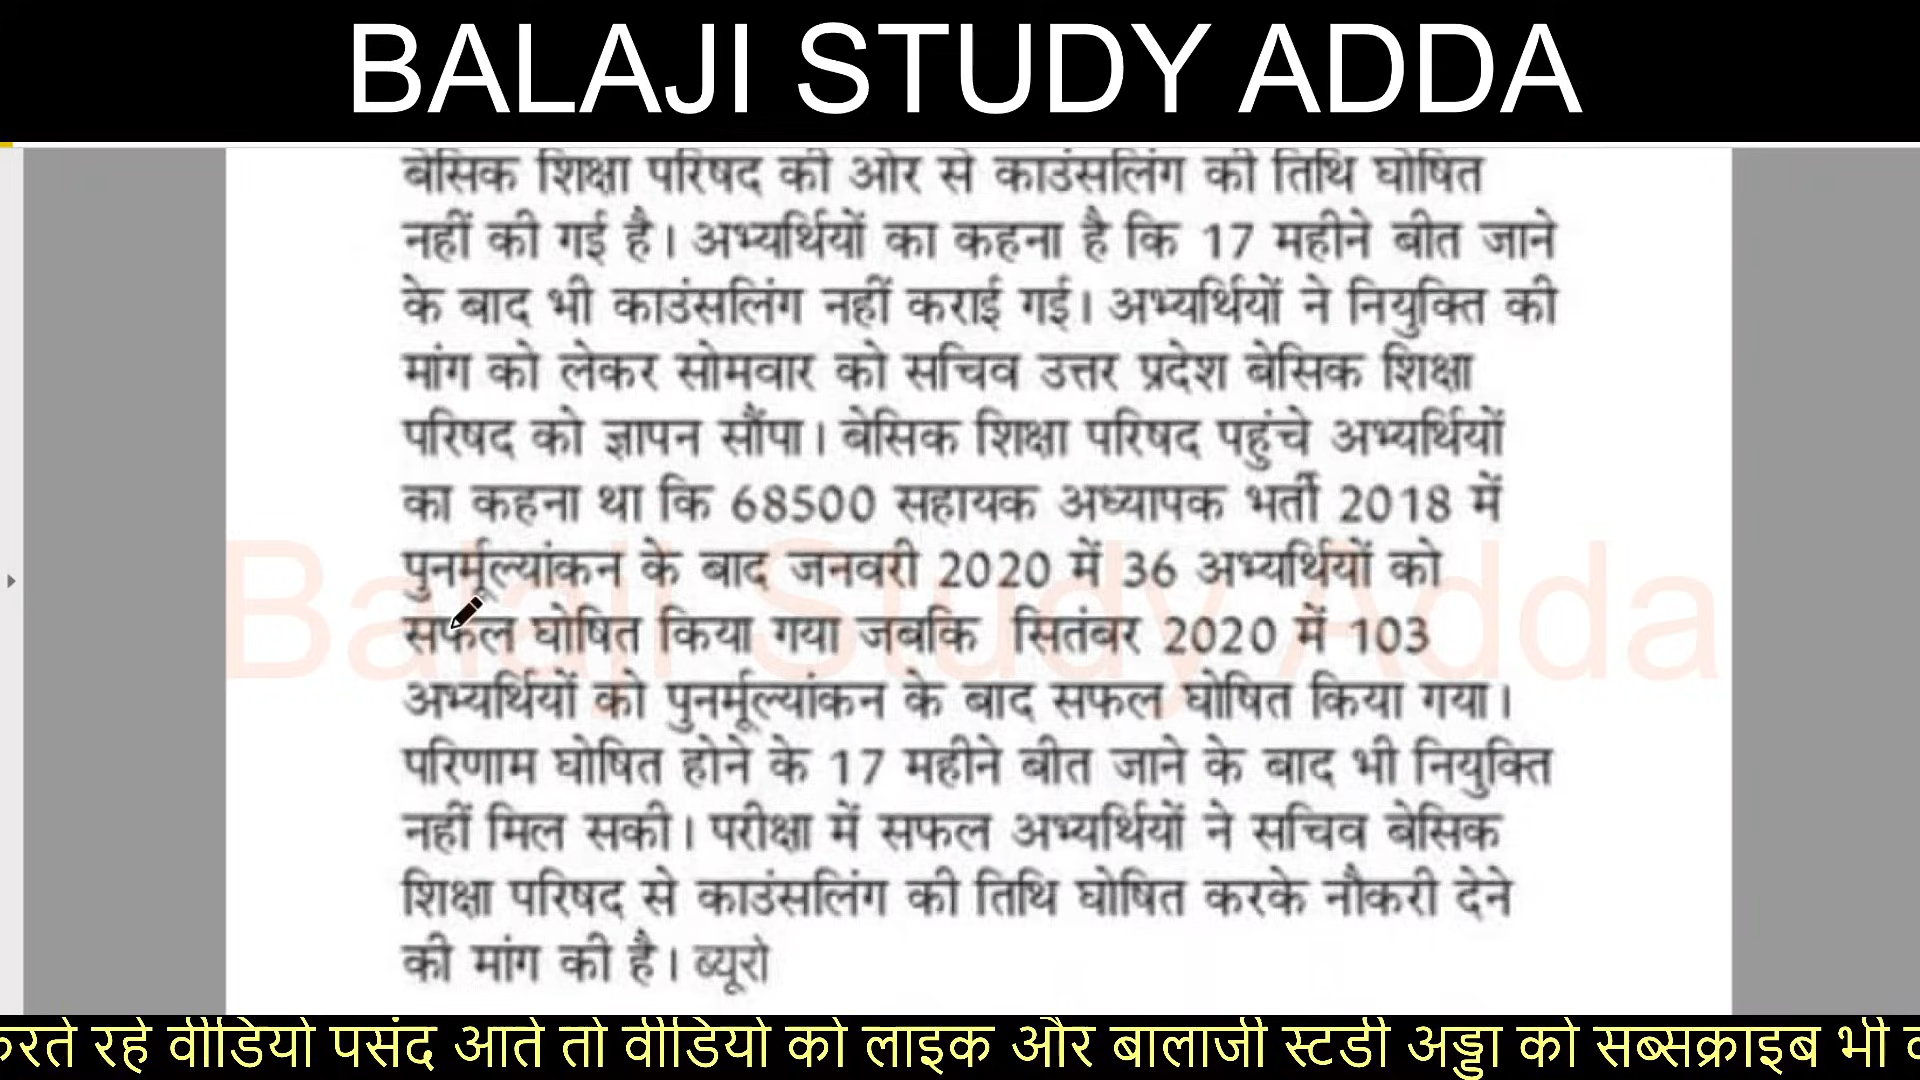 BALAJI STUDY ADDA
बेसिक शिक्षा परिषद की ओर से काउंसलिंग की तिथि घोषित
नहीं की गई है। अभ्यर्थियों का कहना है कि 17 महीने बीत जाने
के बाद भी काउंसलिंग नहीं कराई गई। अभ्यर्थियों ने नियुक्ति की
मांग को लेकर सोमवार को सचिव उत्तर प्रदेश बेसिक शिक्षा
परिषद को ज्ञापन सौंपा। बेसिक शिक्षा परिषद पहुंचे अभ्यर्थियों
का कहना था कि 68500 सहायक अध्यापक भर्ती 2018 में
पुनर्मूल्यांकन के बाद जनवरी 2020 में 36 अभ्यर्थियों को
सफल घोषित किया गया जबकि सितंबर 2020 में 103
Balaji Study Adda
अभ्यर्थियों को पुनर्मूल्यांकन के बाद सफल घोषित किया गया।
परिणाम घोषित होने के 17 महीने बीत जाने के बाद भी नियुक्ति
नहीं मिल सकी। परीक्षा में सफल अभ्यर्थियों ने सचिव बेसिक
शिक्षा परिषद से काउंसलिंग की तिथि घोषित करके नौकरी देने
की मांग की है। ब्यूरो
रते रहे वीडियो पसंद आते तो वीडियो को लाइक और बालाजी स्टडी अड्डा को सब्सक्राइब भी